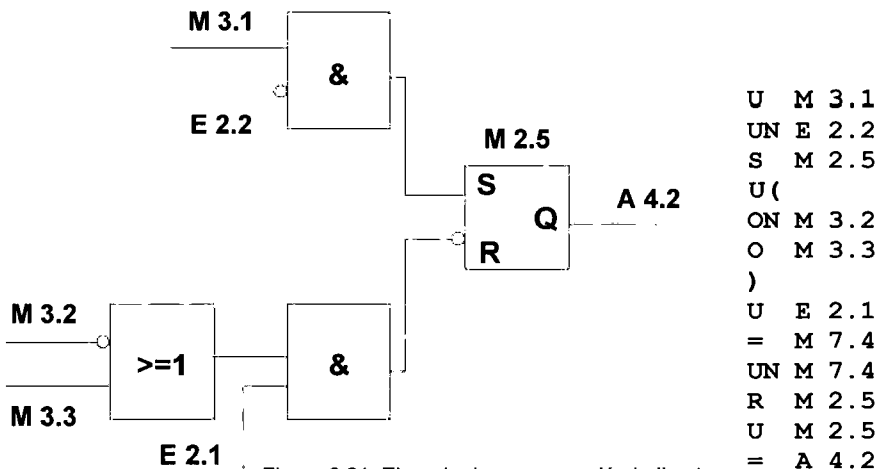 M 3.1
&
E 2.2
M 2.5
S
Q
R
A 4.2
M 3.2
>=1
&
M 3.3
E 2.1
U M 3.1
UN E 2.2
S M 2.5
U(
ON M 3.2
O M 3.3
)
U E 2.1
= M 7.4
UN M 7.4
R M 2.5
U M 2.5
= A 4.2